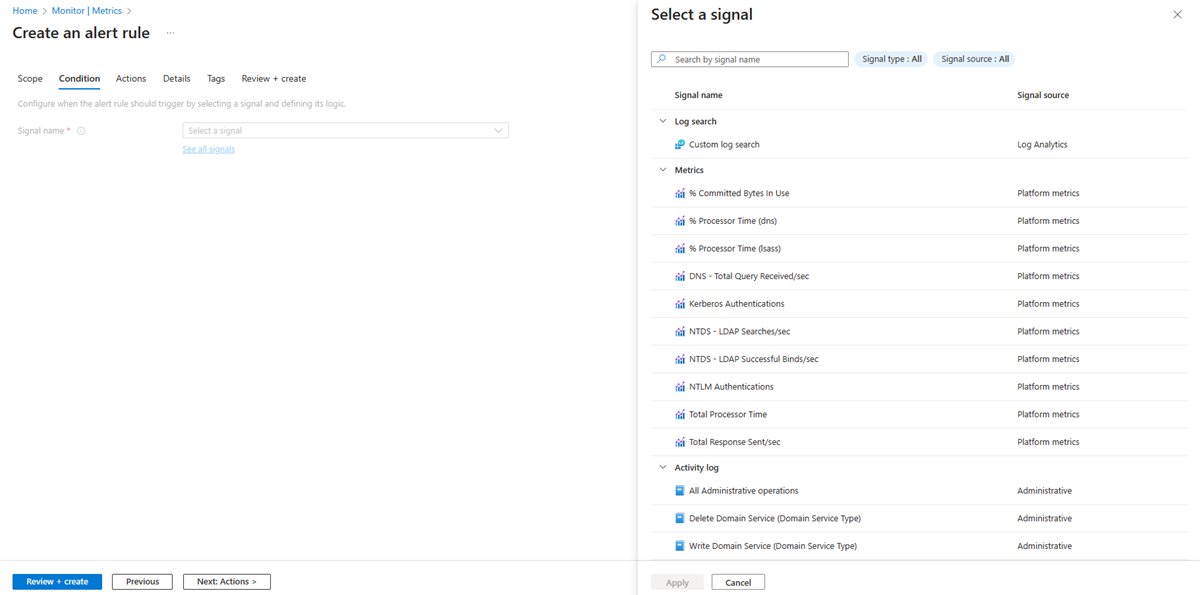 Home > Monitor | Metrics >
Create an alert rule ...
Scope Condition Actions Details Tags Review + create
Configure when the alert rule should trigger by selecting a signal and defining its logic.
Signal name * Select a signal
See all signals
Review + create Previous Next: Actions >
Select a signal
Search by signal name Signal type : All Signal source : All
Signal name Signal source
Log search
Custom log search Log Analytics
Metrics
% Committed Bytes In Use Platform metrics
% Processor Time (dns) Platform metrics
% Processor Time (lsass) Platform metrics
DNS - Total Query Received/sec Platform metrics
Kerberos Authentications Platform metrics
NTDS - LDAP Searches/sec Platform metrics
NTDS - LDAP Successful Binds/sec Platform metrics
NTLM Authentications Platform metrics
Total Processor Time Platform metrics
Total Response Sent/sec Platform metrics
Activity log
All Administrative operations Administrative
Delete Domain Service (Domain Service Type) Administrative
Write Domain Service (Domain Service Type) Administrative
Apply Cancel